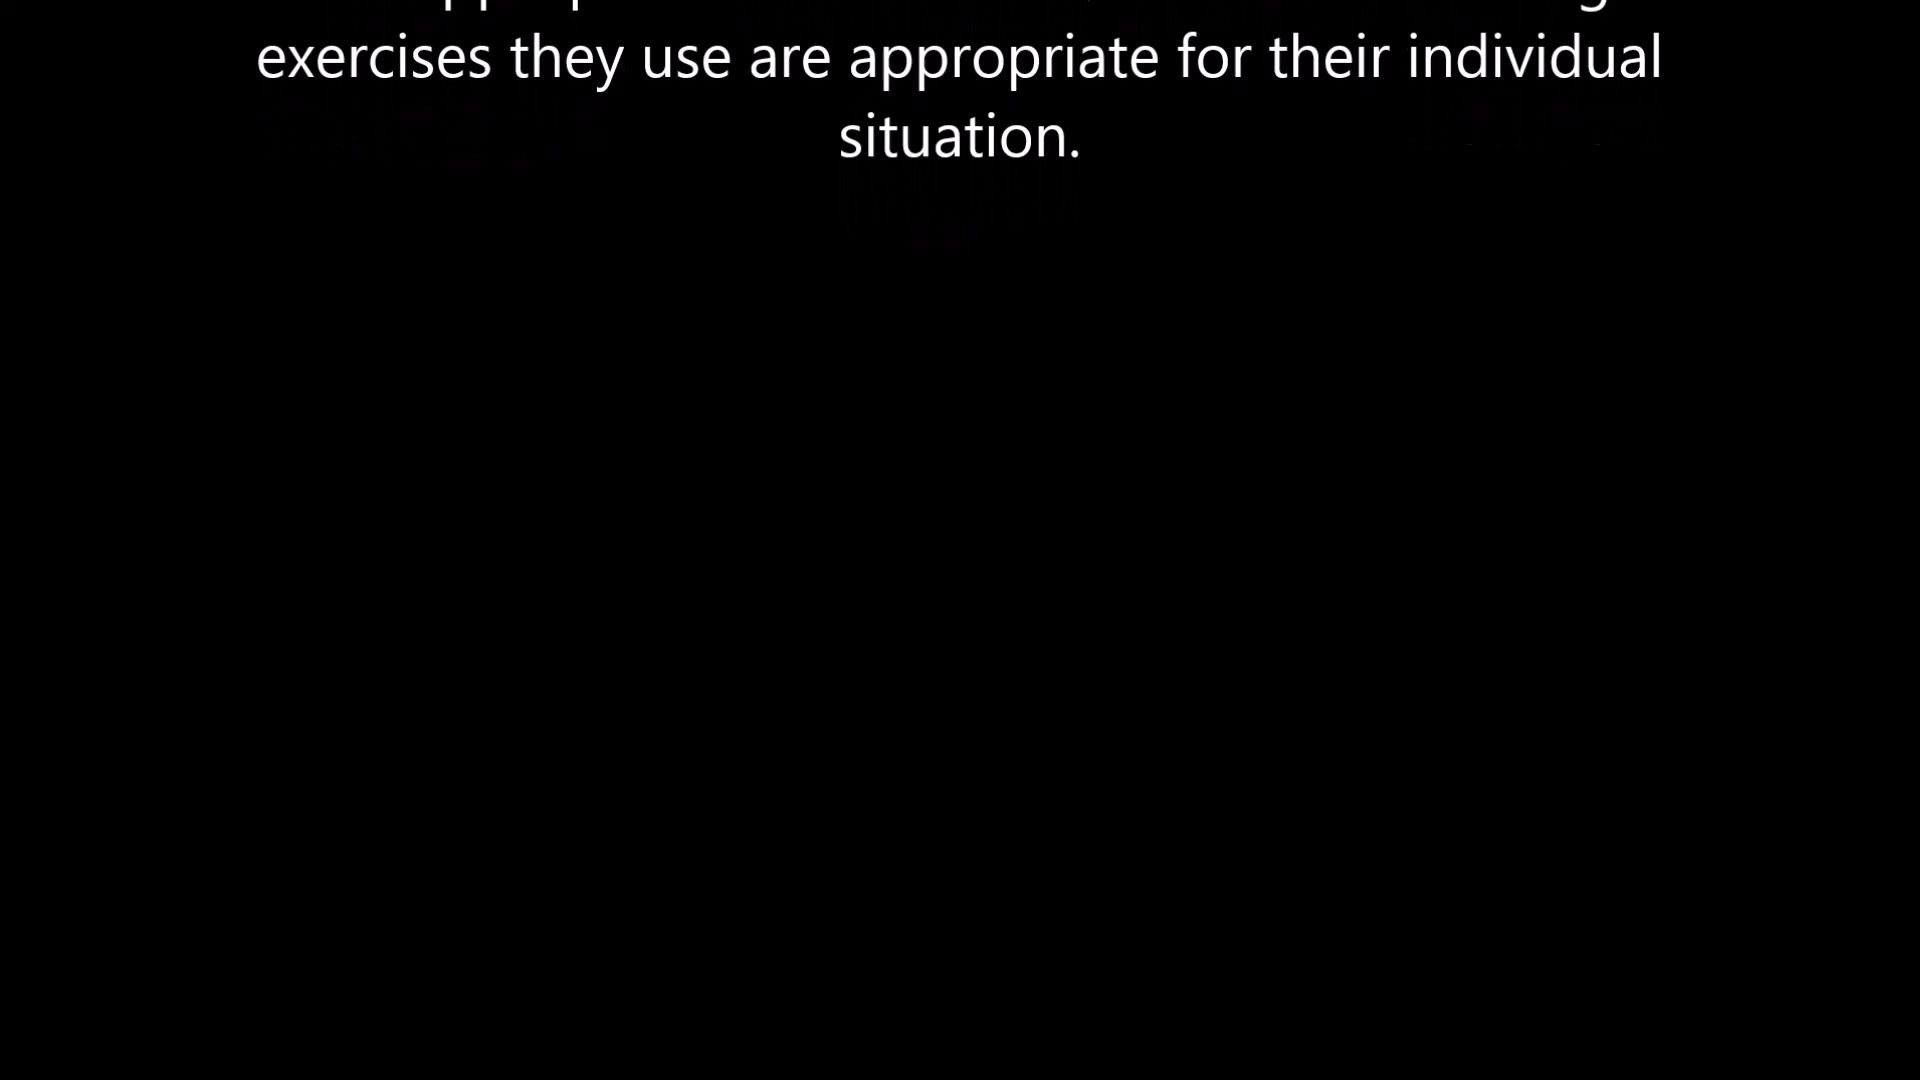 exercises they use are appropriate for their individual
situation.